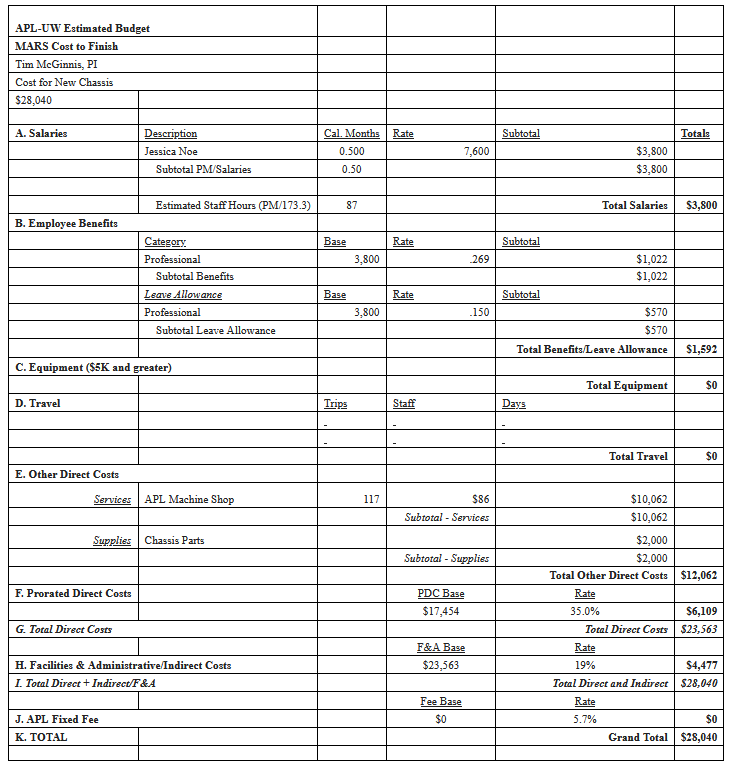 APL-UW Estimated Budget
MARS Cost to Finish
Tim McGinnis, PI
Cost for New Chassis
$28,040
A. Salaries Description Cal. Months Rate Subtotal Totals
Jessica Noe 0.500 7,600 $3,800
Subtotal PM/Salaries 0.50 $3,800
Estimated Staff Hours (PM/173.3) 87 Total Salaries $3,800
B. Employee Benefits
Category Base Rate Subtotal
Professional 3,800 .269 $1,022
Subtotal Benefits $1,022
Leave Allowance Base Rate Subtotal
Professional 3,800 .150 $570
Subtotal Leave Allowance $570
Total Benefits/Leave Allowance $1,592
C. Equipment ($5K and greater)
Total Equipment $0
D. Travel Trips Staff Days
- - -
- - -
Total Travel $0
E. Other Direct Costs
Services APL Machine Shop 117 $86 $10,062
Subtotal - Services $10,062
Supplies Chassis Parts $2,000
Subtotal - Supplies $2,000
Total Other Direct Costs $12,062
F. Prorated Direct Costs PDC Base Rate
$17,454 35.0% $6,109
G. Total Direct Costs Total Direct Costs $23,563
F&A Base Rate
H. Facilities & Administrative/Indirect Costs $23,563 19% $4,477
I. Total Direct + Indirect/F&A Total Direct and Indirect $28,040
Fee Base Rate
J. APL Fixed Fee $0 5.7% $0
K. TOTAL Grand Total $28,040